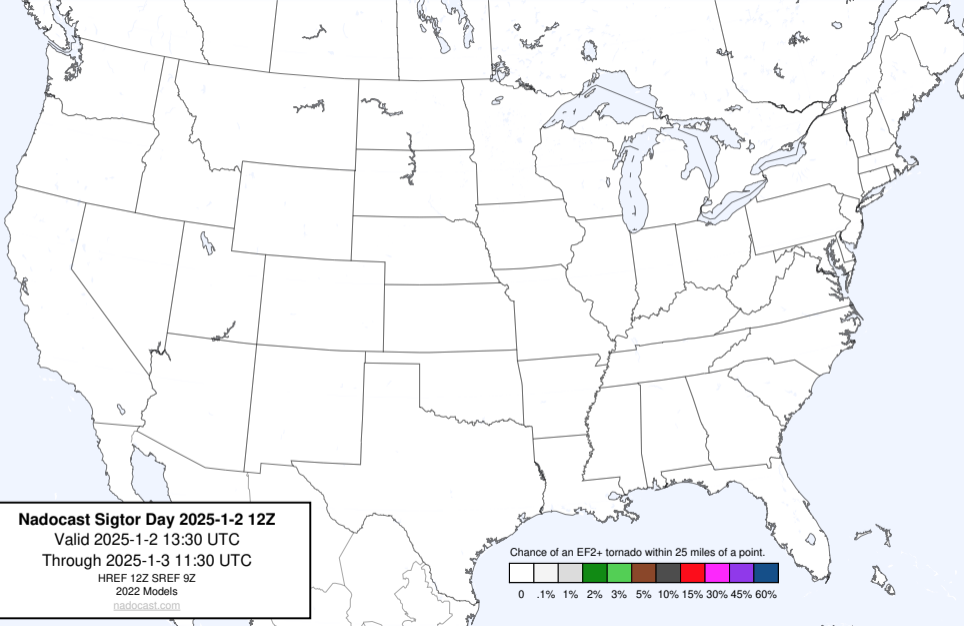 Nadocast Sigtor Day 2025-1-2 12Z
Valid 2025-1-2 13:30 UTC
Through 2025-1-3 11:30 UTC
HREF 12Z SREF 9Z
2022 Models
nadocast.com
Chance of an EF2+ tornado within 25 miles of a point.
0 .1% 1% 2% 3% 5% 10% 15% 30% 45% 60%